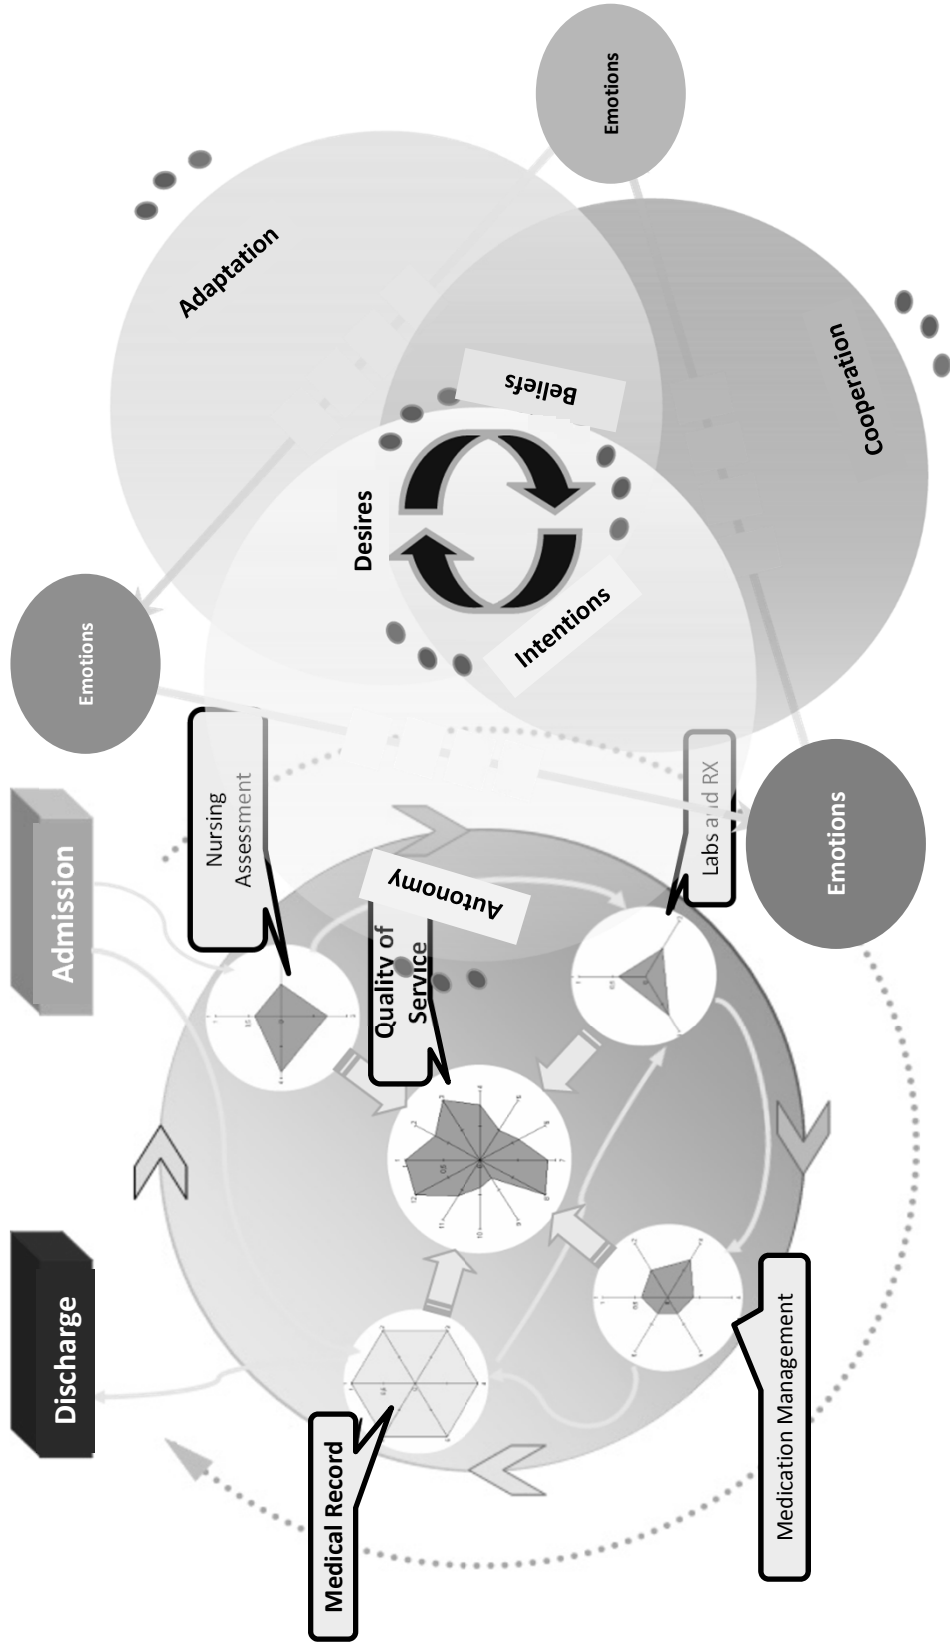 Discharge
Admission
Emotions
Emotions
Adaptation
Medical Record
Nursing
Assessment
Quality of
Service
Desires
Beliefs
Intentions
Autonomy
Medication Management
Labs and RX
Cooperation
Emotions